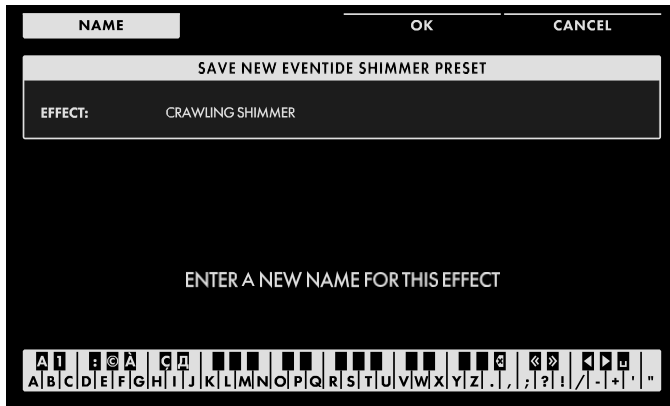 NAME OK CANCEL
SAVE NEW EVENTIDE SHIMMER PRESET
EFFECT: CRAWLING SHIMMER
ENTER A NEW NAME FOR THIS EFFECT
A 1 : © À Ç Д ⌫ « » ◀ ▶ ␣
A B C D E F G H I J K L M N O P Q R S T U V W X Y Z . , ; ? ! / - + ' "